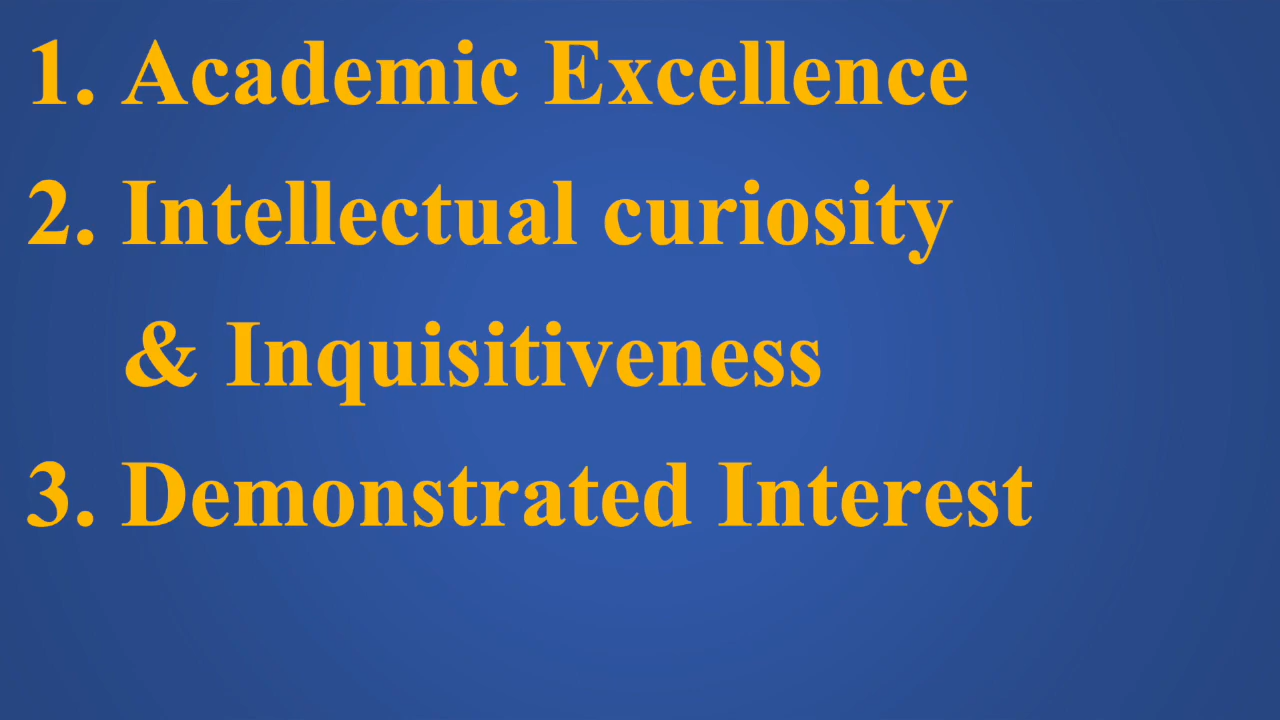 1. Academic Excellence
2. Intellectual curiosity
& Inquisitiveness
3. Demonstrated Interest